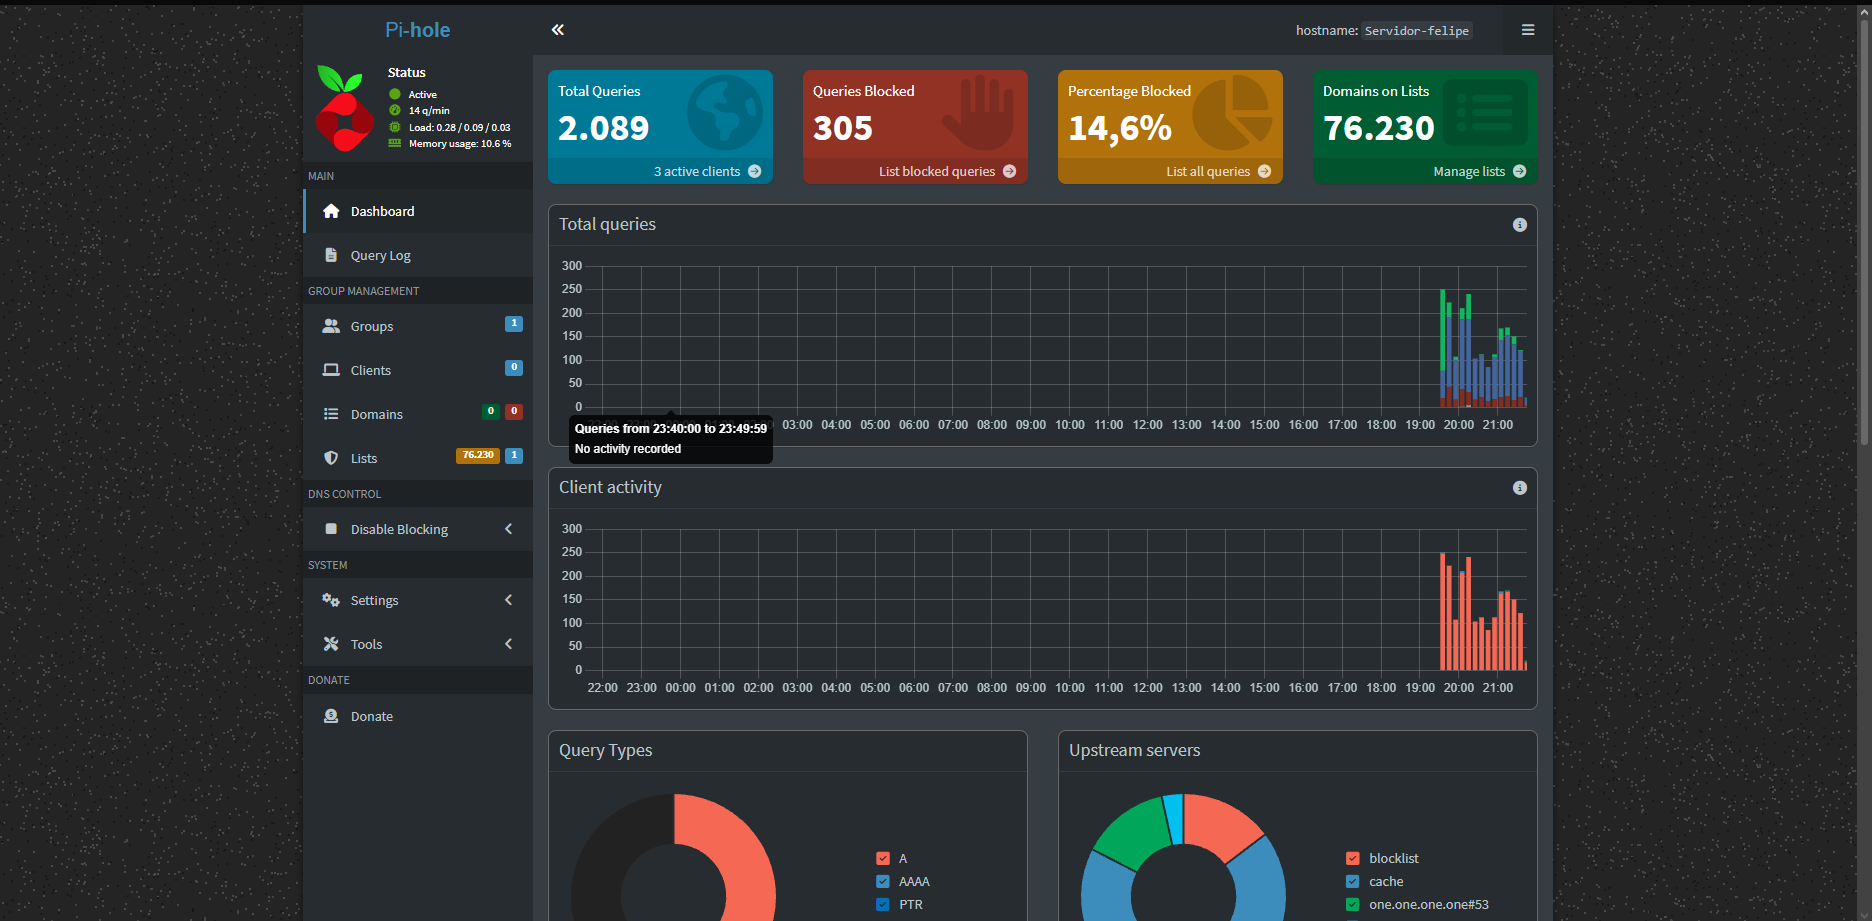 Pi-hole
hostname: Servidor-felipe
Status
Active
14 q/min
Load: 0.28 / 0.09 / 0.03
Memory usage: 10.6 %
MAIN
Dashboard
Query Log
GROUP MANAGEMENT
Groups 1
Clients 0
Domains 0 0
Lists 76.230 1
DNS CONTROL
Disable Blocking
SYSTEM
Settings
Tools
DONATE
Donate
Total Queries
2.089
3 active clients
Queries Blocked
305
List blocked queries
Percentage Blocked
14,6%
List all queries
Domains on Lists
76.230
Manage lists
Total queries
300
250
200
150
100
50
0
03:00 04:00 05:00 06:00 07:00 08:00 09:00 10:00 11:00 12:00 13:00 14:00 15:00 16:00 17:00 18:00 19:00 20:00 21:00
Queries from 23:40:00 to 23:49:59
No activity recorded
Client activity
300
250
200
150
100
50
0
22:00 23:00 00:00 01:00 02:00 03:00 04:00 05:00 06:00 07:00 08:00 09:00 10:00 11:00 12:00 13:00 14:00 15:00 16:00 17:00 18:00 19:00 20:00 21:00
Query Types
A
AAAA
PTR
Upstream servers
blocklist
cache
one.one.one.one#53